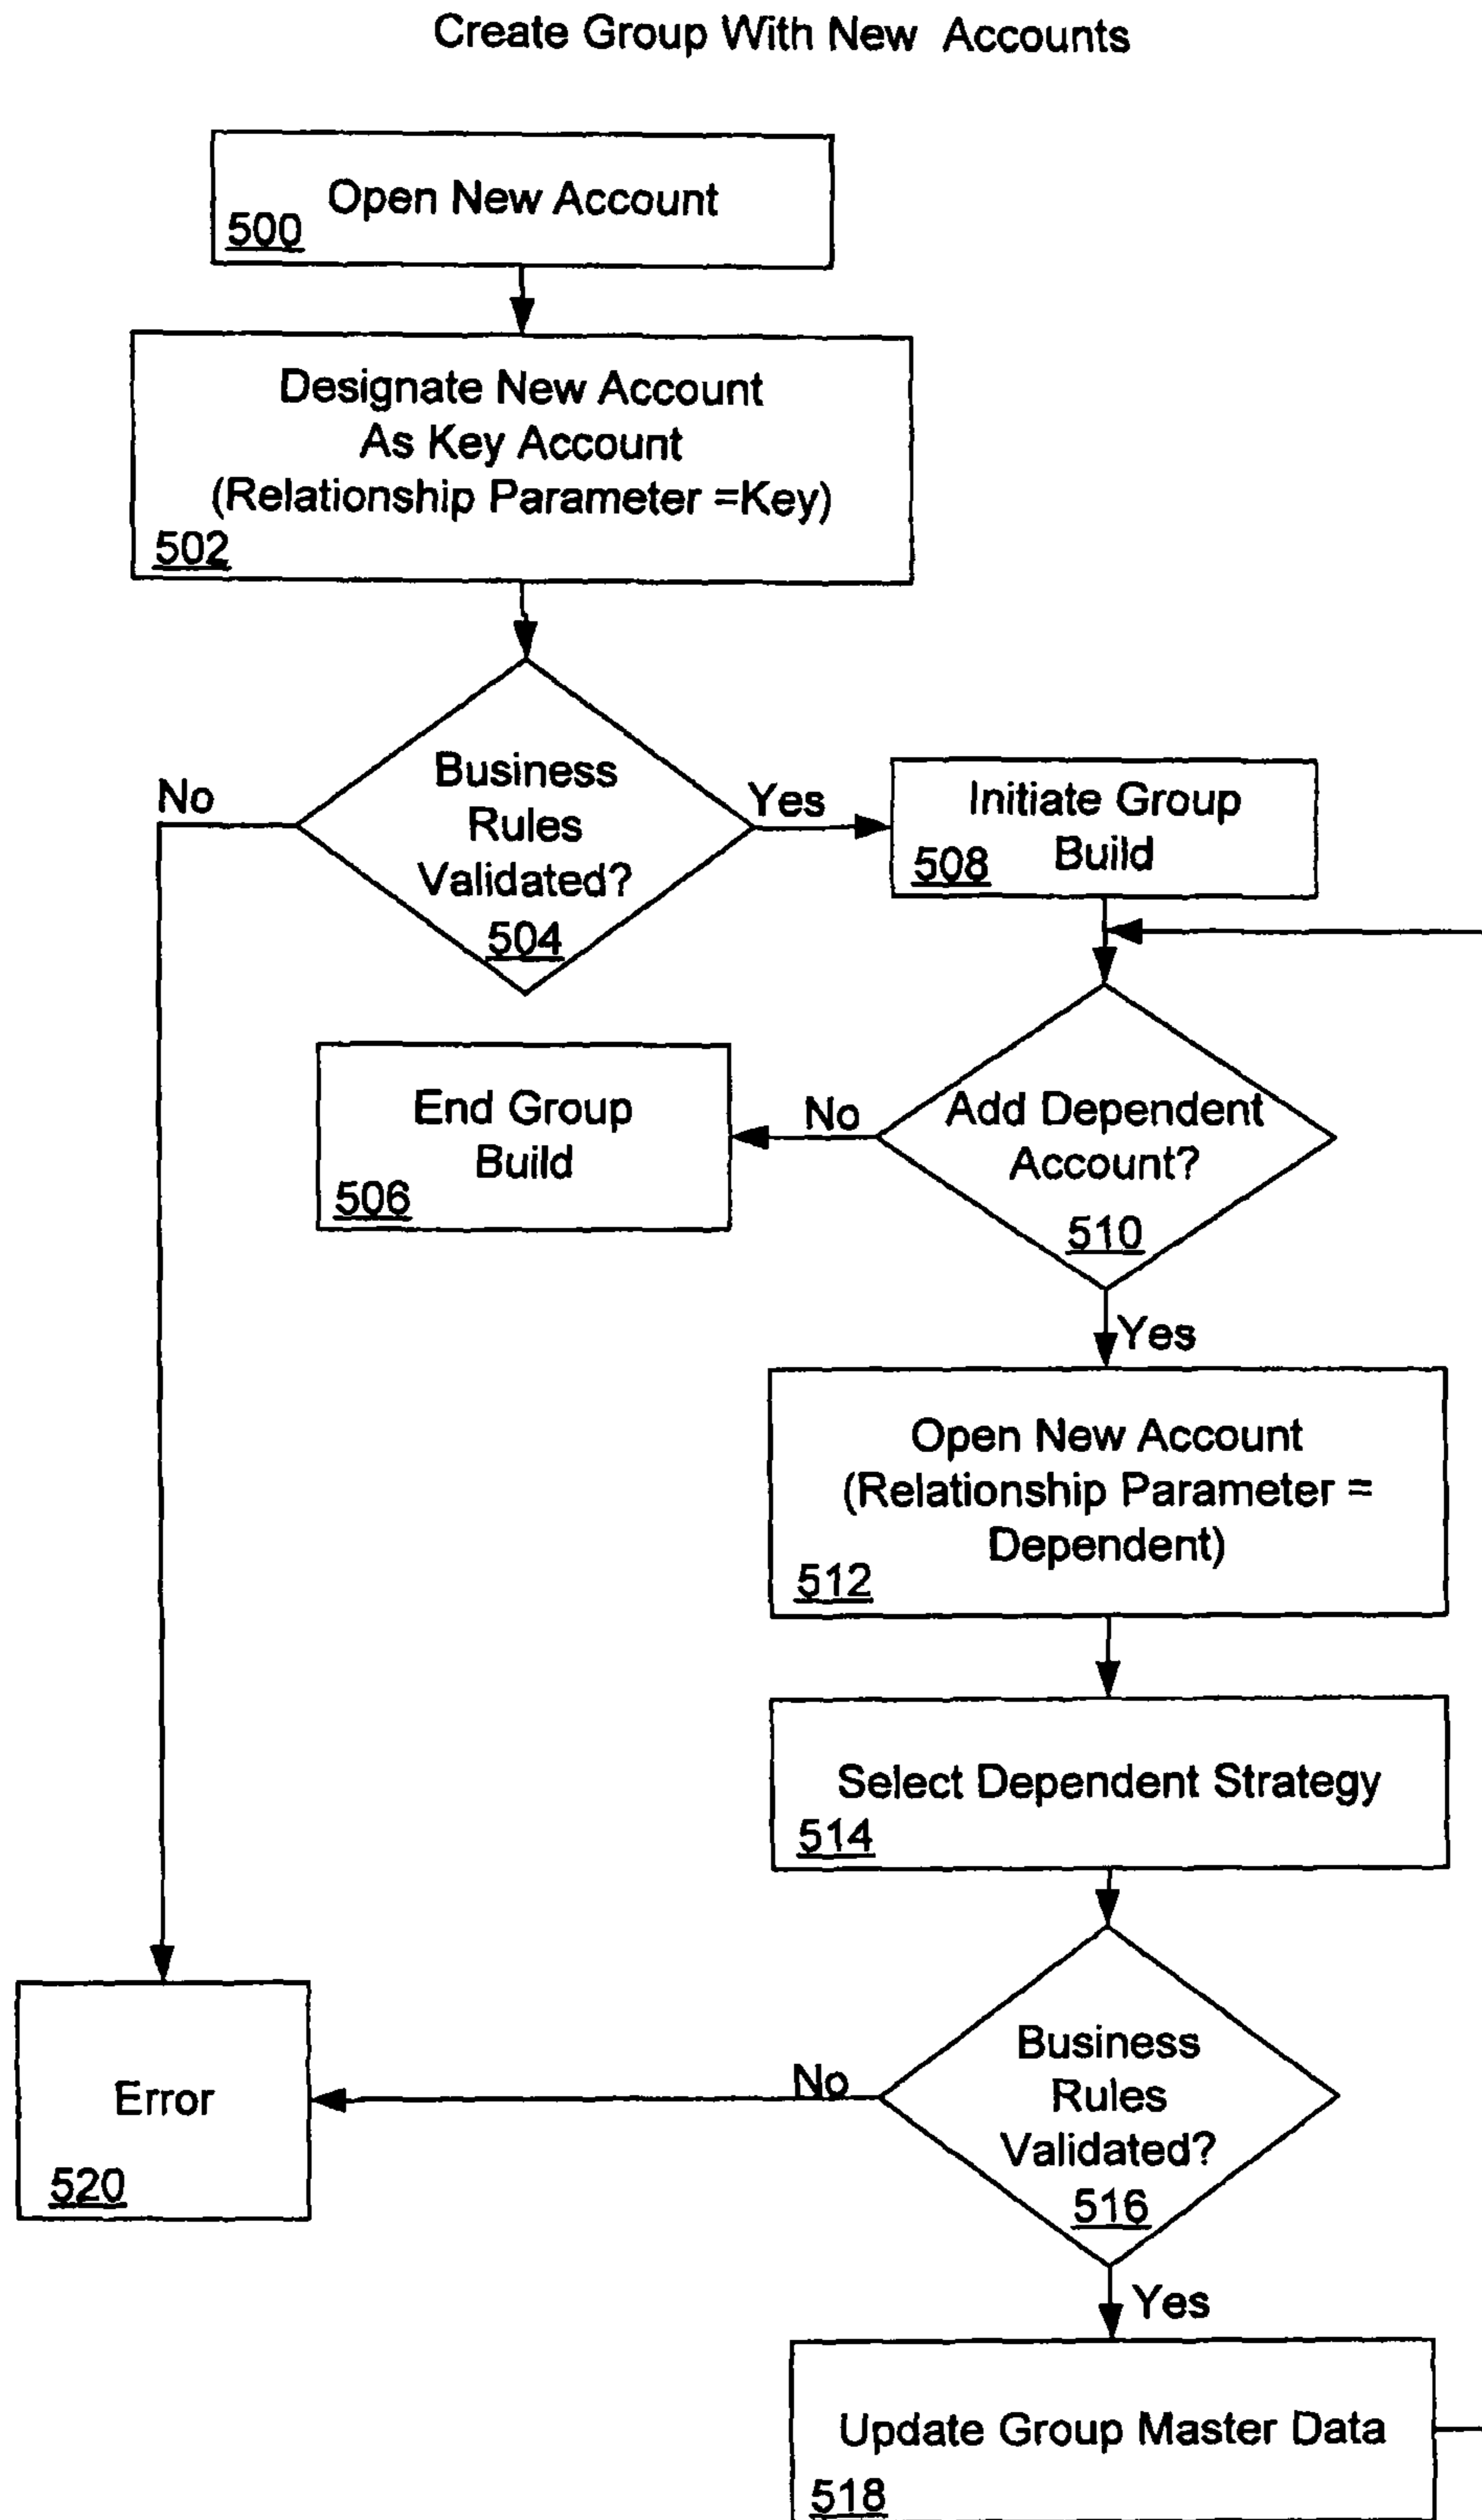 Create Group With New Accounts
Open New Account
500
Designate New Account
As Key Account
(Relationship Parameter =Key)
502
Business
Rules
Validated?
504
No
Yes
Initiate Group
Build
508
Add Dependent
Account?
510
No
End Group
Build
506
Yes
Open New Account
(Relationship Parameter =
Dependent)
512
Select Dependent Strategy
514
Business
Rules
Validated?
516
No
Error
520
Yes
Update Group Master Data
518